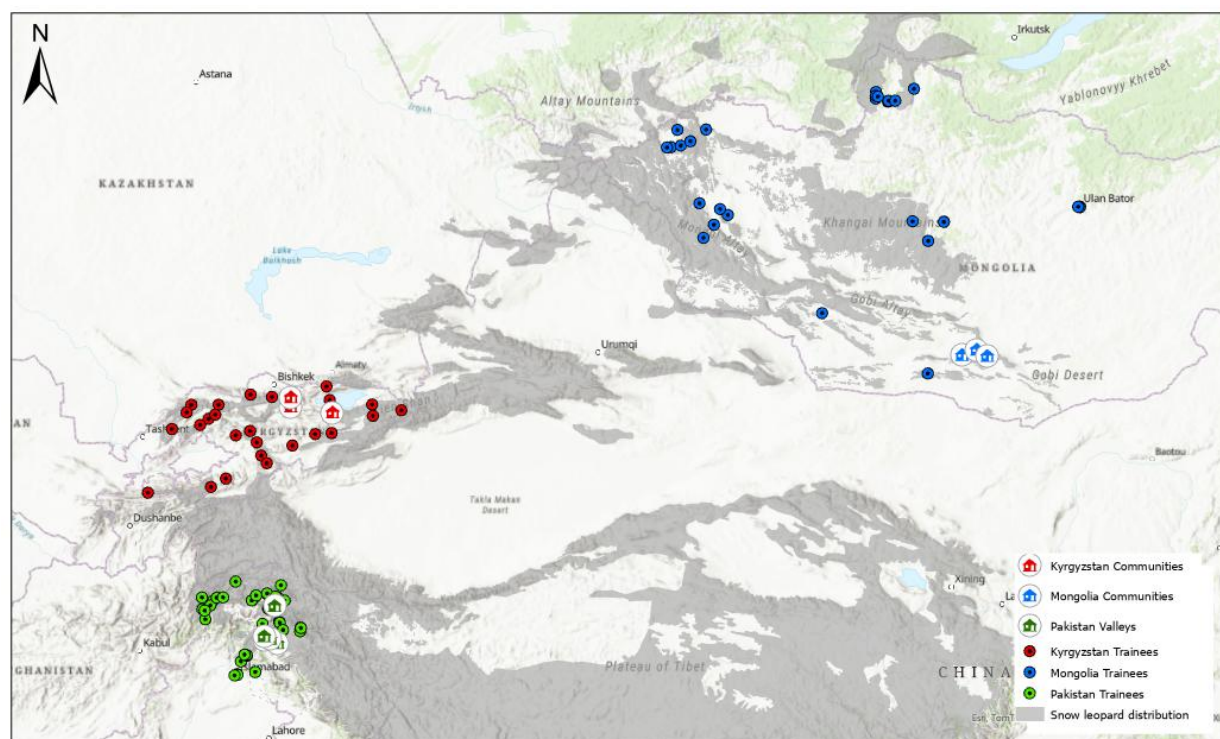 N
Irkutsk
Astana
Yablonovyy Khrebet
Altay Mountains
Irtysh
KAZAKHSTAN
Ulan Bator
Khangai Mountains
Lake
Balkhash
MONGOLIA
Gobi Altay
Urumqi
Almaty
Bishkek
Gobi Desert
Tashkent
Baotou
Takla Makan
Desert
Dushanbe
Xining
Kyrgyzstan Communities
Mongolia Communities
Pakistan Valleys
Kabul
Kyrgyzstan Trainees
Plateau of Tibet
CHINA
Mongolia Trainees
Pakistan Trainees
Snow leopard distribution
Lahore